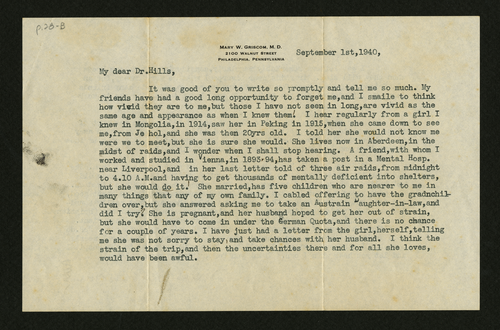 p.23-B
MARY W. GRISCOM, M.D.
3100 WALNUT STREET
PHILADELPHIA, PENNSYLVANIA
September 1st,1940,
My dear Dr.Hills,
It was good of you to write so promptly and tell me so much. My
friends have had a good long opportunity to forget me,and I smaile to think
how vivid they are to me,but those I have not seen in long,are vivid as the
same age and appearance as when I knew them! I hear regularly from a girl I
knew in Mongolia,in 1914,saw her in Peking in 1915,when she came down to see
me,from Je hol,and she was then 20yrs old. I told her she would not know me
were we to meet,but she is sure she would. She lives now in Aberdeen,in the
midst of raids,and I wonder when I shall stop hearing. A friend,with whom I
worked and studied in Vienna,in 1893-94,has taken a post in a Mental Hosp.
near Liverpool,and in her last letter told of three air raids,from midnight
to 4.10 A.M.and having to get thousands of mentally deficient into shelters,
but she would do it! She married,has five children who are nearer to me in
many things that any of my own family. I cabled offering to have the gradnchil-
dren over,but she answered asking me to take an Austrain Daughter-in-law,and
did I try! She is pregnant,and her husband hoped to get her out of strain,
but she would have to come in under the German Quota,and there is no chance
for a couple of years. I have just had a letter from the girl,herself,telling
me she was not sorry to stay,and take chances with her husband. I think the
strain of the trip,and then the uncertainties there and for all she loves,
would have been awful.